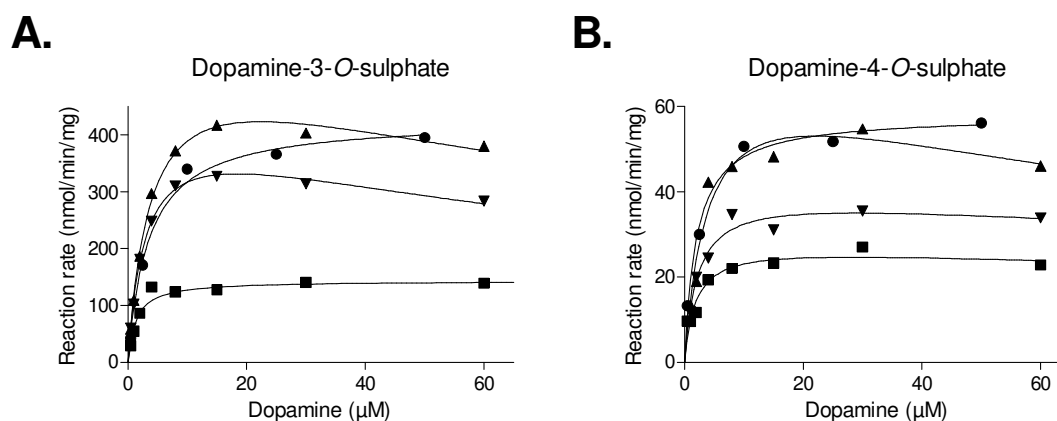 A.
Dopamine-3-O-sulphate
Reaction rate (nmol/min/mg)
400
300
200
100
0
0 20 40 60
Dopamine (µM)
B.
Dopamine-4-O-sulphate
Reaction rate (nmol/min/mg)
60
40
20
0
0 20 40 60
Dopamine (µM)